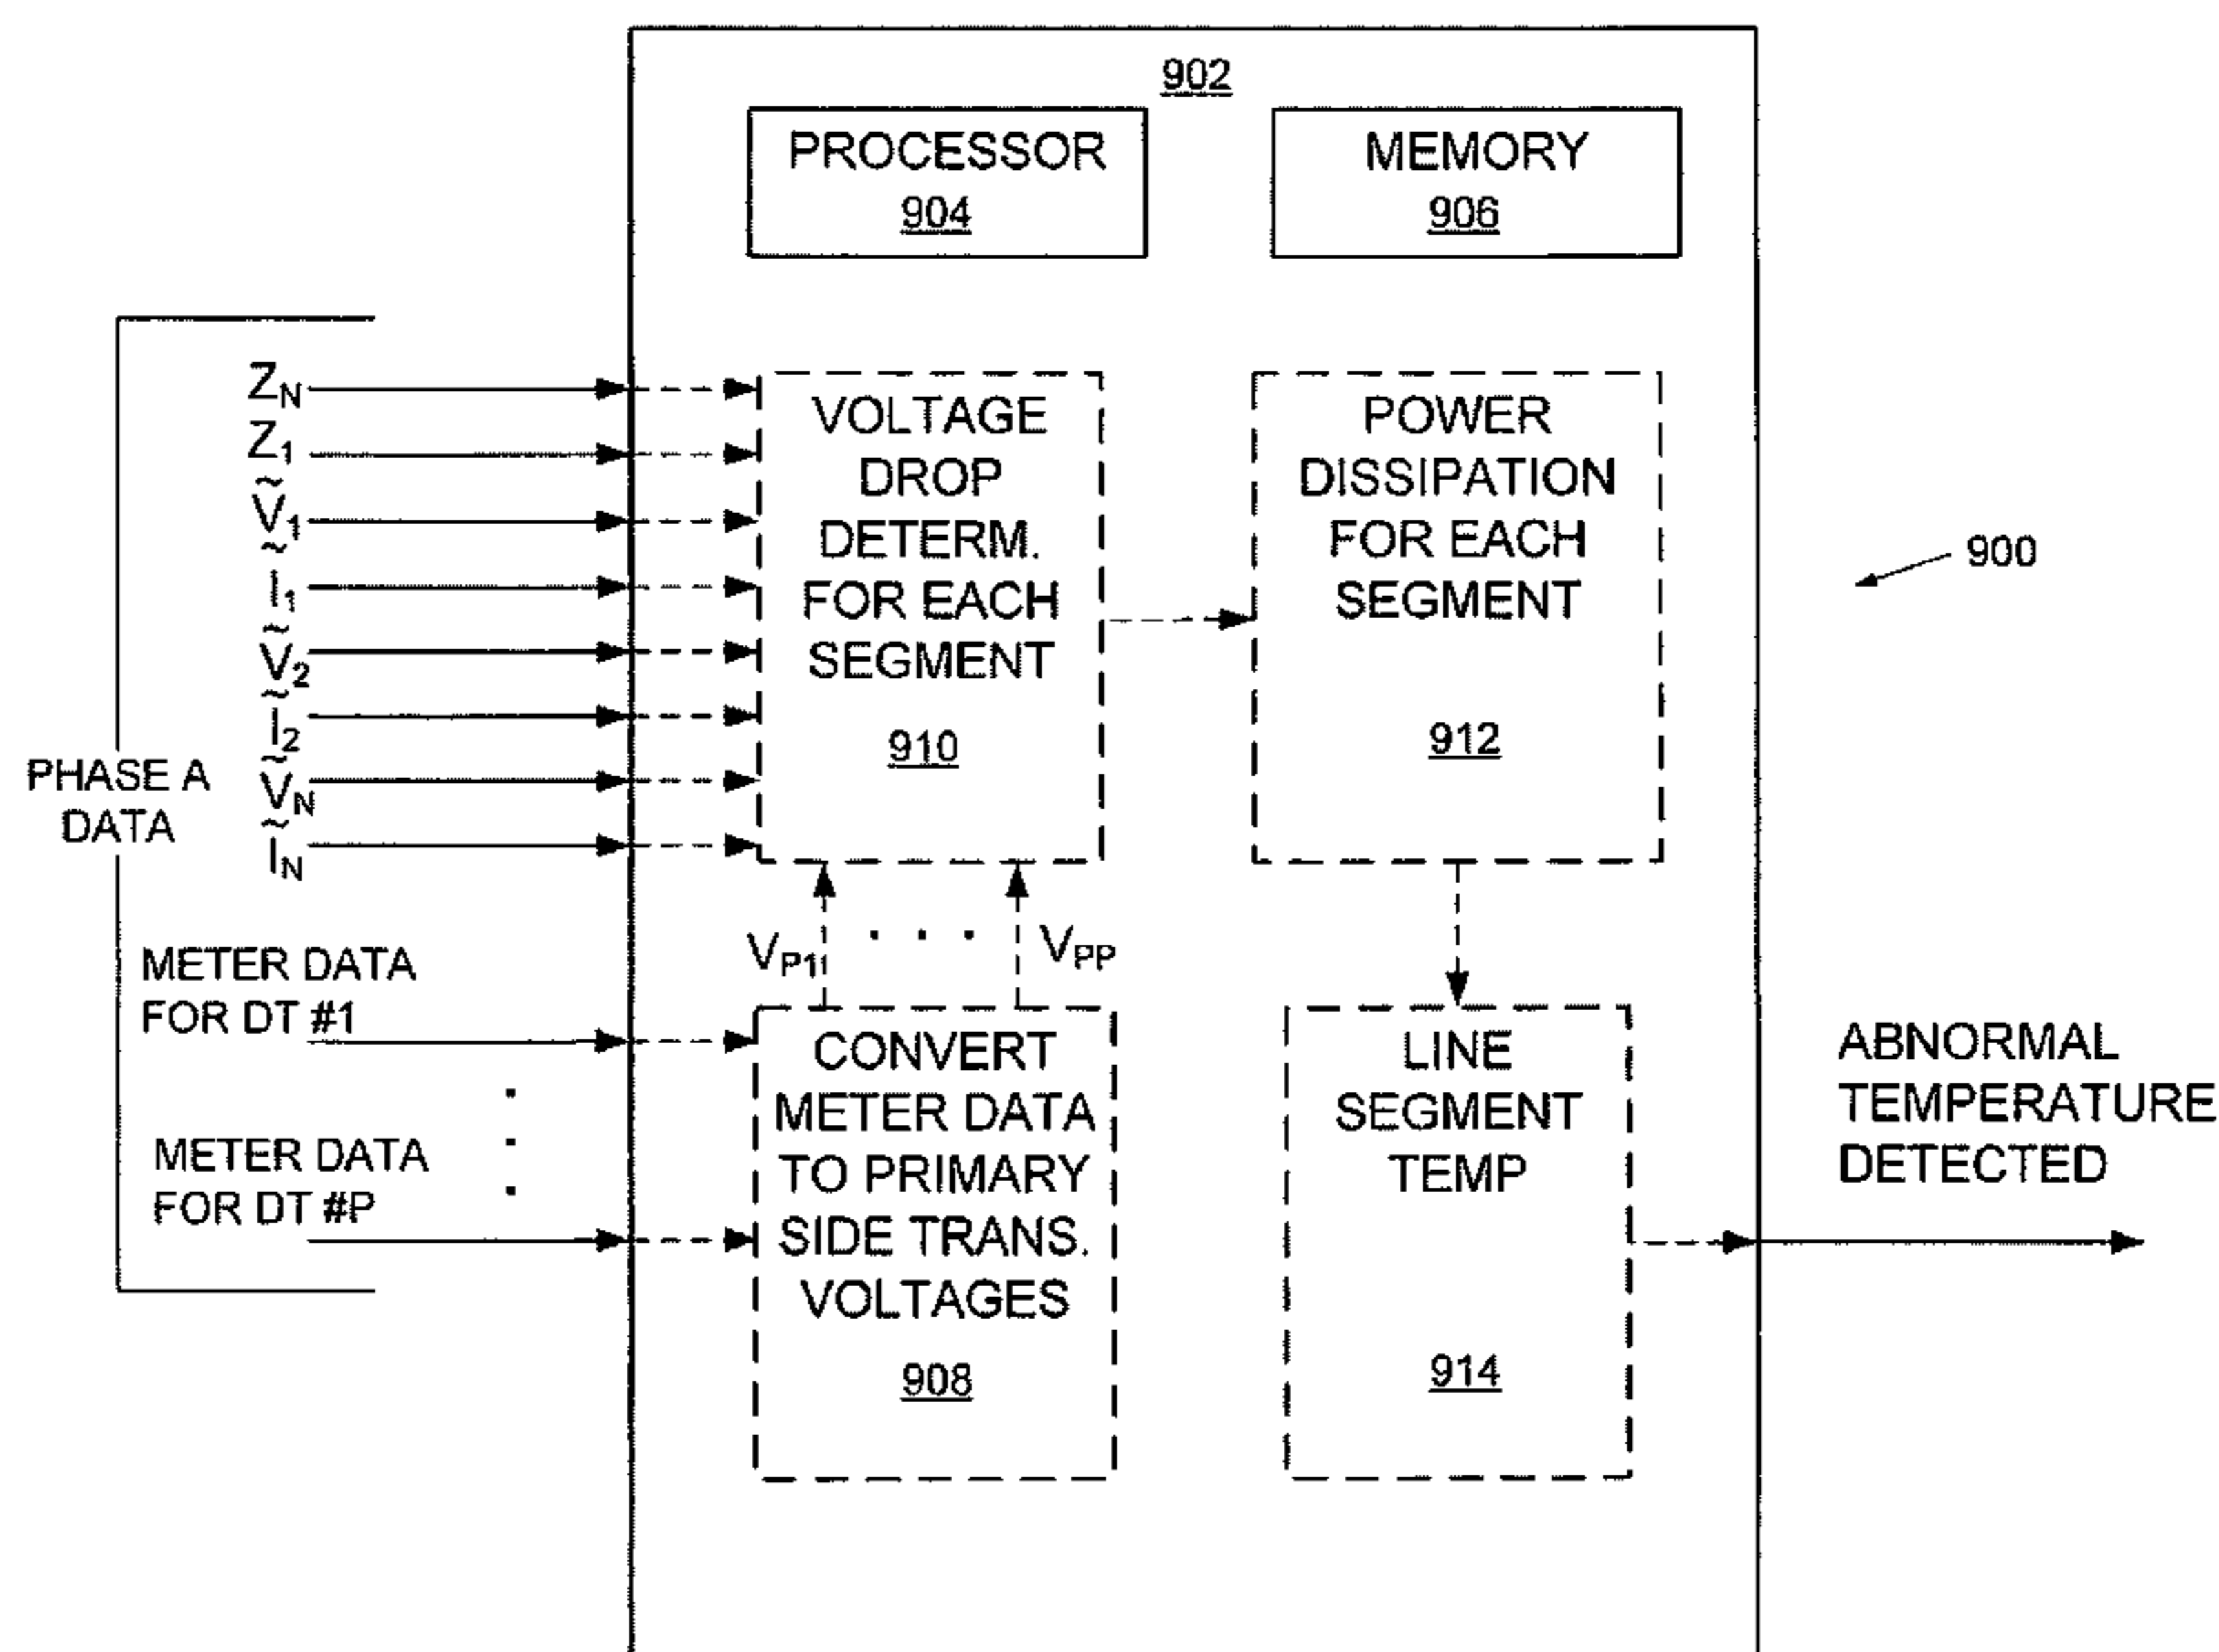 902
PROCESSOR
904
MEMORY
906
Z_N
Z_1
Ṽ_1
Ĩ_1
Ṽ_2
Ĩ_2
Ṽ_N
Ĩ_N
PHASE A
DATA
VOLTAGE
DROP
DETERM.
FOR EACH
SEGMENT
910
POWER
DISSIPATION
FOR EACH
SEGMENT
912
900
V_P1
. . .
V_PP
METER DATA
FOR DT #1
METER DATA
FOR DT #P
CONVERT
METER DATA
TO PRIMARY
SIDE TRANS.
VOLTAGES
908
LINE
SEGMENT
TEMP
914
ABNORMAL
TEMPERATURE
DETECTED